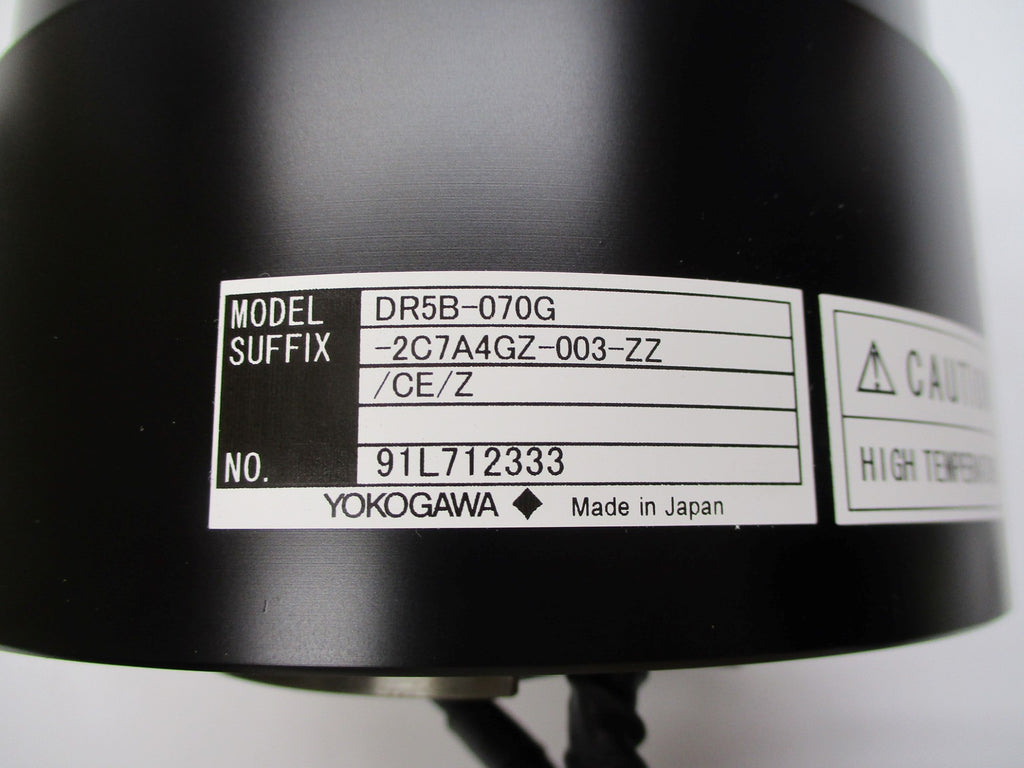 MODEL DR5B-070G
SUFFIX -2C7A4GZ-003-ZZ
/CE/Z
NO. 91L712333
YOKOGAWA Made in Japan
CAUTION
HIGH